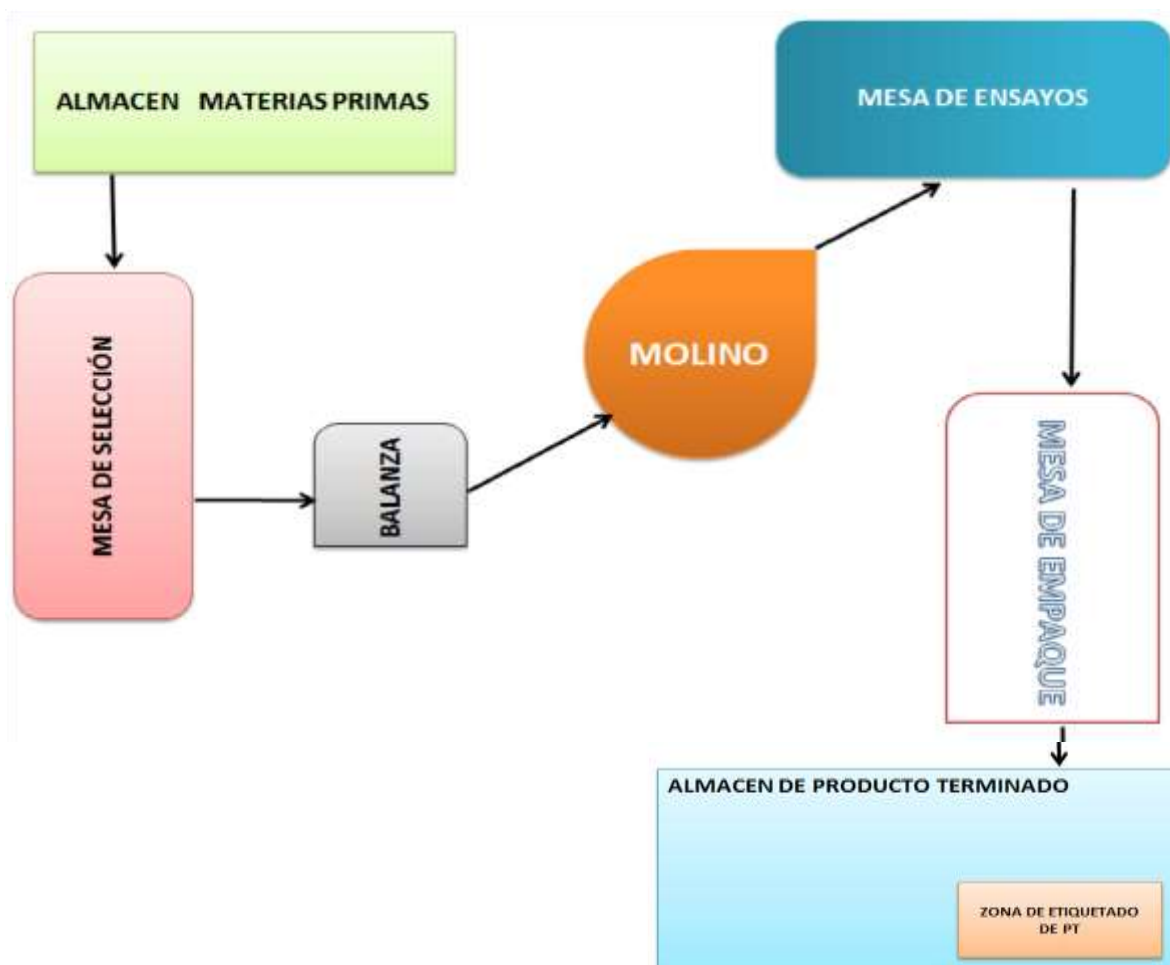 ALMACEN MATERIAS PRIMAS
MESA DE ENSAYOS
MESA DE SELECCIÓN
BALANZA
MOLINO
MESA DE EMPAQUE
ALMACEN DE PRODUCTO TERMINADO
ZONA DE ETIQUETADO
DE PT